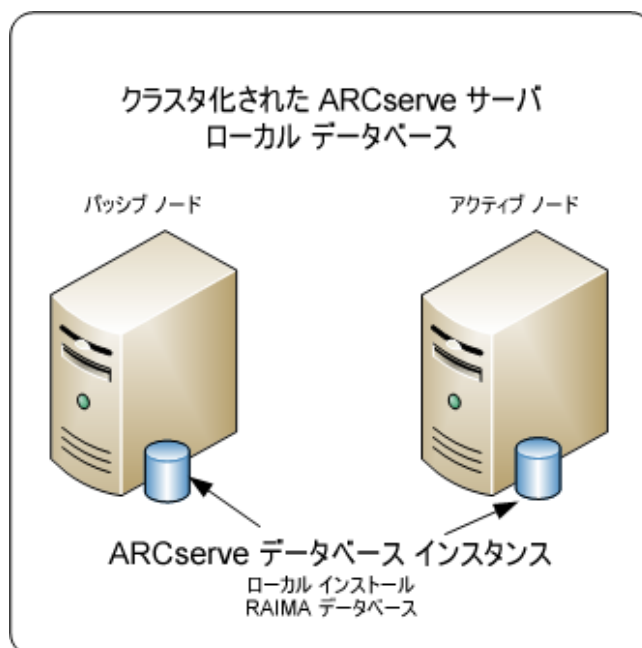 クラスタ化された ARCserve サーバ
ローカル データベース
パッシブ ノード
アクティブ ノード
ARCserve データベース インスタンス
ローカル インストール
RAIMA データベース